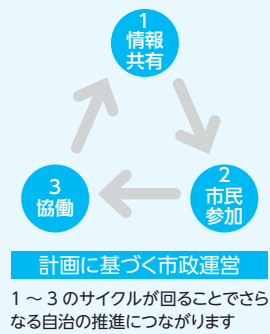 1
情報
共有
2
市民
参加
3
協働
計画に基づく市政運営
1 ～ 3 のサイクルが回ることでさら
なる自治の推進につながります